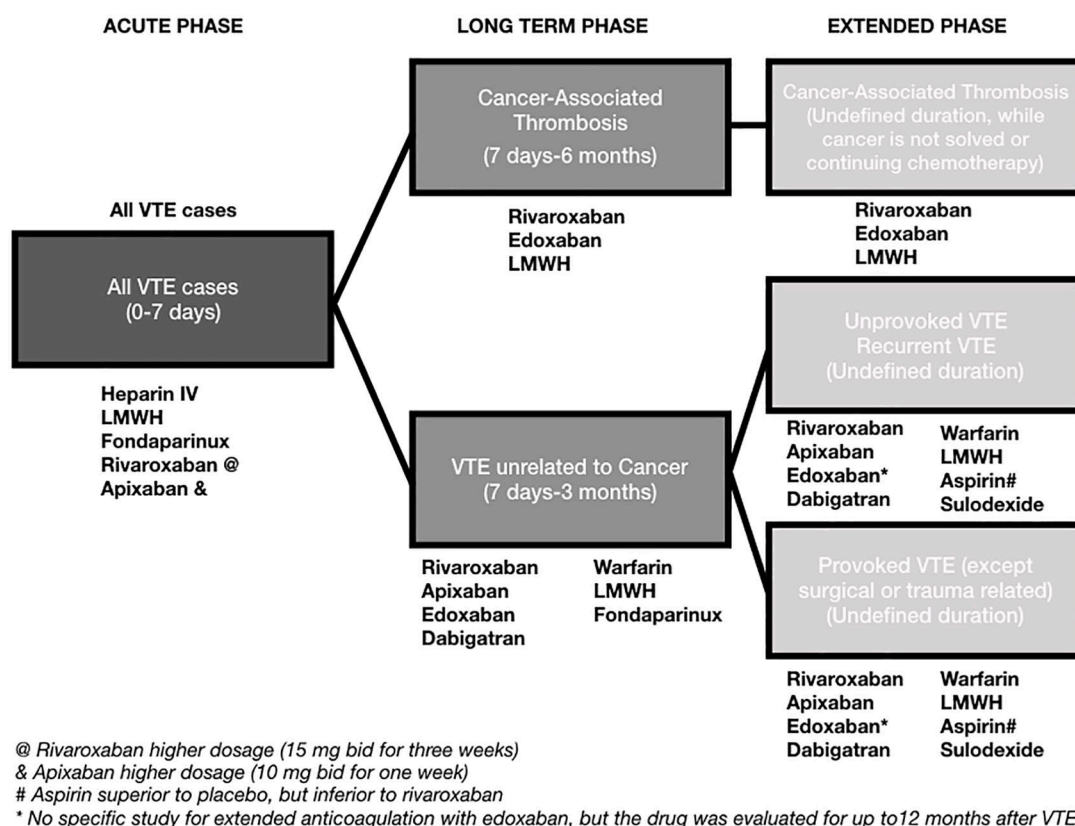 ACUTE PHASE
LONG TERM PHASE
EXTENDED PHASE
All VTE cases
All VTE cases
(0-7 days)
Heparin IV
LMWH
Fondaparinux
Rivaroxaban @
Apixaban &
Cancer-Associated
Thrombosis
(7 days-6 months)
Rivaroxaban
Edoxaban
LMWH
VTE unrelated to Cancer
(7 days-3 months)
Rivaroxaban
Apixaban
Edoxaban
Dabigatran
Warfarin
LMWH
Fondaparinux
Cancer-Associated Thrombosis
(Undefined duration, while
cancer is not solved or
continuing chemotherapy)
Rivaroxaban
Edoxaban
LMWH
Unprovoked VTE
Recurrent VTE
(Undefined duration)
Rivaroxaban
Apixaban
Edoxaban*
Dabigatran
Warfarin
LMWH
Aspirin#
Sulodexide
Provoked VTE (except
surgical or trauma related)
(Undefined duration)
Rivaroxaban
Apixaban
Edoxaban*
Dabigatran
Warfarin
LMWH
Aspirin#
Sulodexide
@ Rivaroxaban higher dosage (15 mg bid for three weeks)
& Apixaban higher dosage (10 mg bid for one week)
# Aspirin superior to placebo, but inferior to rivaroxaban
* No specific study for extended anticoagulation with edoxaban, but the drug was evaluated for up to12 months after VTE